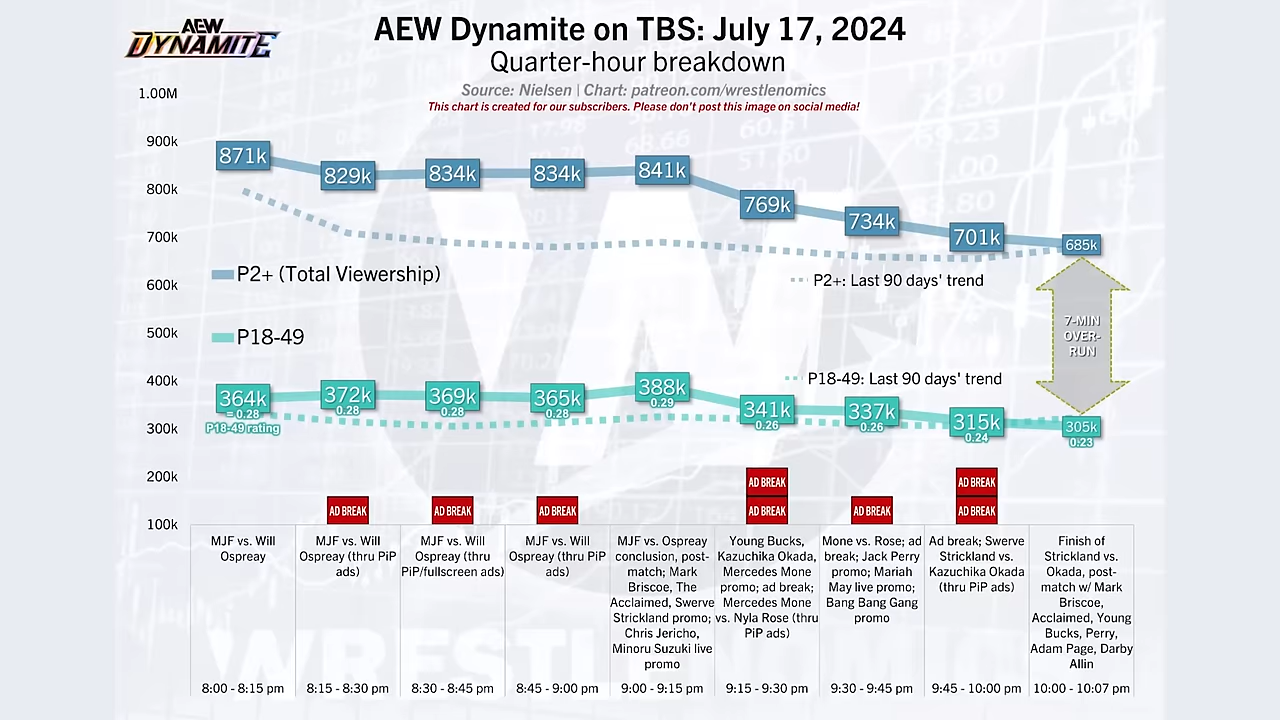 AEW
DYNAMITE
AEW Dynamite on TBS: July 17, 2024
Quarter-hour breakdown
Source: Nielsen | Chart: patreon.com/wrestlenomics
This chart is created for our subscribers. Please don't post this image on social media!
1.00M
900k
800k
700k
600k
500k
400k
300k
200k
100k
871k
829k
834k
834k
841k
769k
734k
701k
685k
P2+ (Total Viewership)
P2+: Last 90 days' trend
7-MIN
OVER-
RUN
P18-49
P18-49: Last 90 days' trend
364k
= 0.28
P18-49 rating
372k
0.28
369k
0.28
365k
0.28
388k
0.29
341k
0.26
337k
0.26
315k
0.24
305k
0.23
AD BREAK
AD BREAK
AD BREAK
AD BREAK
AD BREAK
AD BREAK
AD BREAK
AD BREAK
MJF vs. Will
Ospreay
8:00 - 8:15 pm
MJF vs. Will
Ospreay (thru PiP
ads)
8:15 - 8:30 pm
MJF vs. Will
Ospreay (thru
PiP/fullscreen ads)
8:30 - 8:45 pm
MJF vs. Will
Ospreay (thru PiP
ads)
8:45 - 9:00 pm
MJF vs. Ospreay
conclusion, post-
match; Mark
Briscoe, The
Acclaimed, Swerve
Strickland promo;
Chris Jericho,
Minoru Suzuki live
promo
9:00 - 9:15 pm
Young Bucks,
Kazuchika Okada,
Mercedes Mone
promo; ad break;
Mercedes Mone
vs. Nyla Rose (thru
PiP ads)
9:15 - 9:30 pm
Mone vs. Rose; ad
break; Jack Perry
promo; Mariah
May live promo;
Bang Bang Gang
promo
9:30 - 9:45 pm
Ad break; Swerve
Strickland vs.
Kazuchika Okada
(thru PiP ads)
9:45 - 10:00 pm
Finish of
Strickland vs.
Okada, post-
match w/ Mark
Briscoe,
Acclaimed, Young
Bucks, Perry,
Adam Page, Darby
Allin
10:00 - 10:07 pm
WRESTLENOMICS